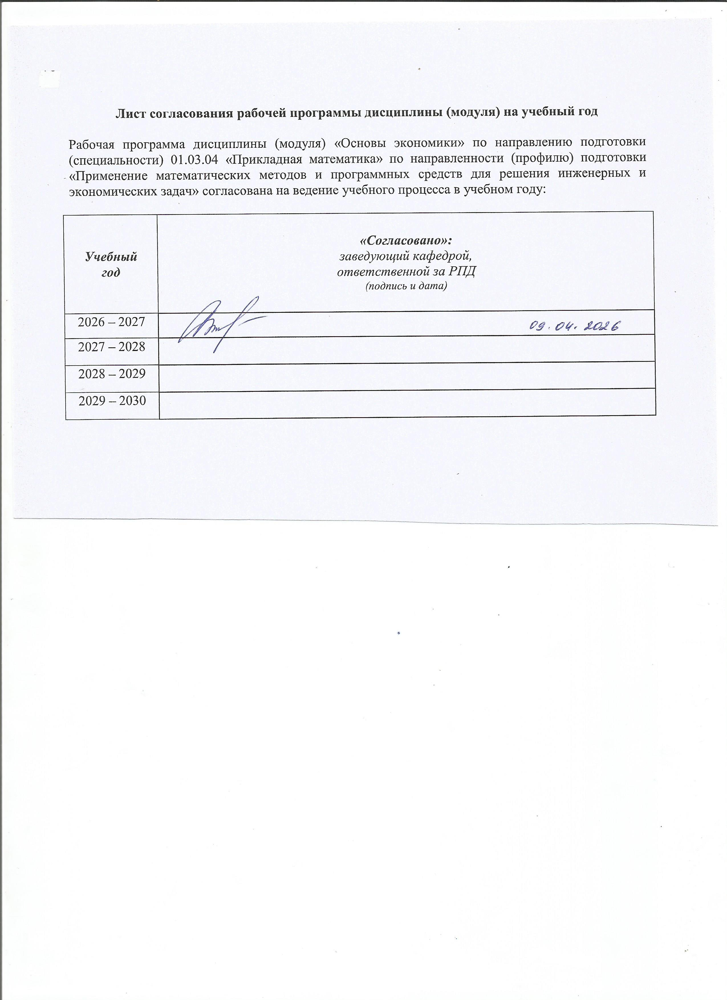 Лист согласования рабочей программы дисциплины (модуля) на учебный год
Рабочая программа дисциплины (модуля) «Основы экономики» по направлению подготовки
(специальности) 01.03.04 «Прикладная математика» по направленности (профилю) подготовки
«Применение математических методов и программных средств для решения инженерных и
экономических задач» согласована на ведение учебного процесса в учебном году:
Учебный
год
«Согласовано»:
заведующий кафедрой,
ответственной за РПД
(подпись и дата)
2026 – 2027
09.04.2026
2027 – 2028
2028 – 2029
2029 – 2030